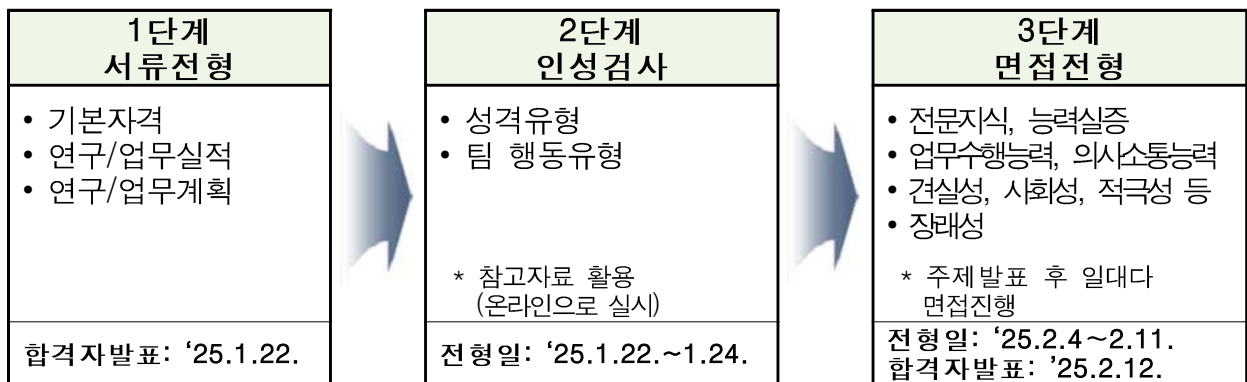 1단계
서류전형
• 기본자격
• 연구/업무실적
• 연구/업무계획
합격자발표: ‘25.1.22.
2단계
인성검사
• 성격유형
• 팀 행동유형
* 참고자료 활용
(온라인으로 실시)
전형일: ‘25.1.22.~1.24.
3단계
면접전형
• 전문지식, 능력실증
• 업무수행능력, 의사소통능력
• 견실성, 사회성, 적극성 등
• 장래성
* 주제발표 후 일대다
면접진행
전형일: ‘25.2.4～2.11.
합격자발표: ’25.2.12.